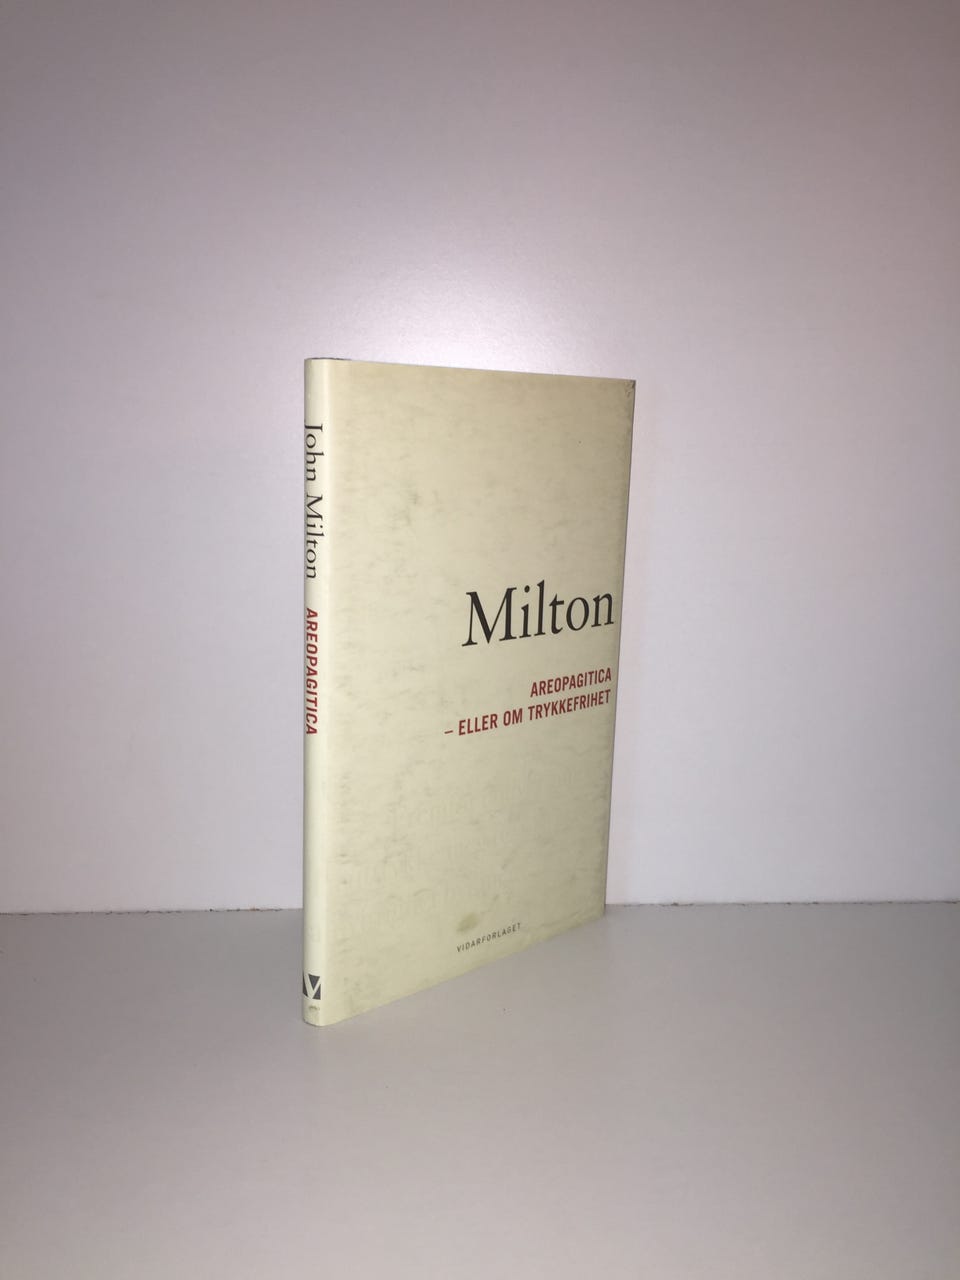 John Milton AREOPAGITICA
V
Milton
AREOPAGITICA
– ELLER OM TRYKKEFRIHET
VIDARFORLAGET